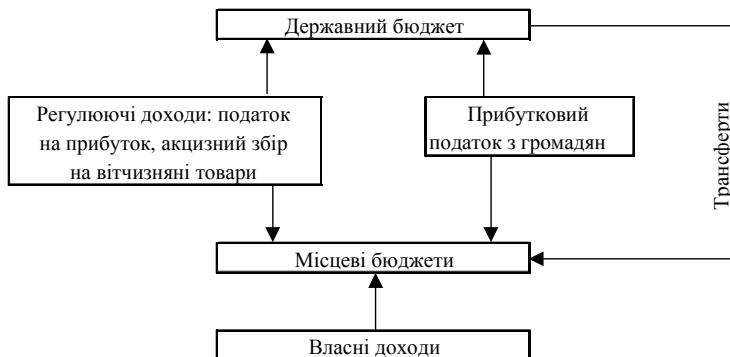 Державний бюджет
Регулюючі доходи: податок
на прибуток, акцизний збір
на вітчизняні товари
Прибутковий
податок з громадян
Трансферти
Місцеві бюджети
Власні доходи